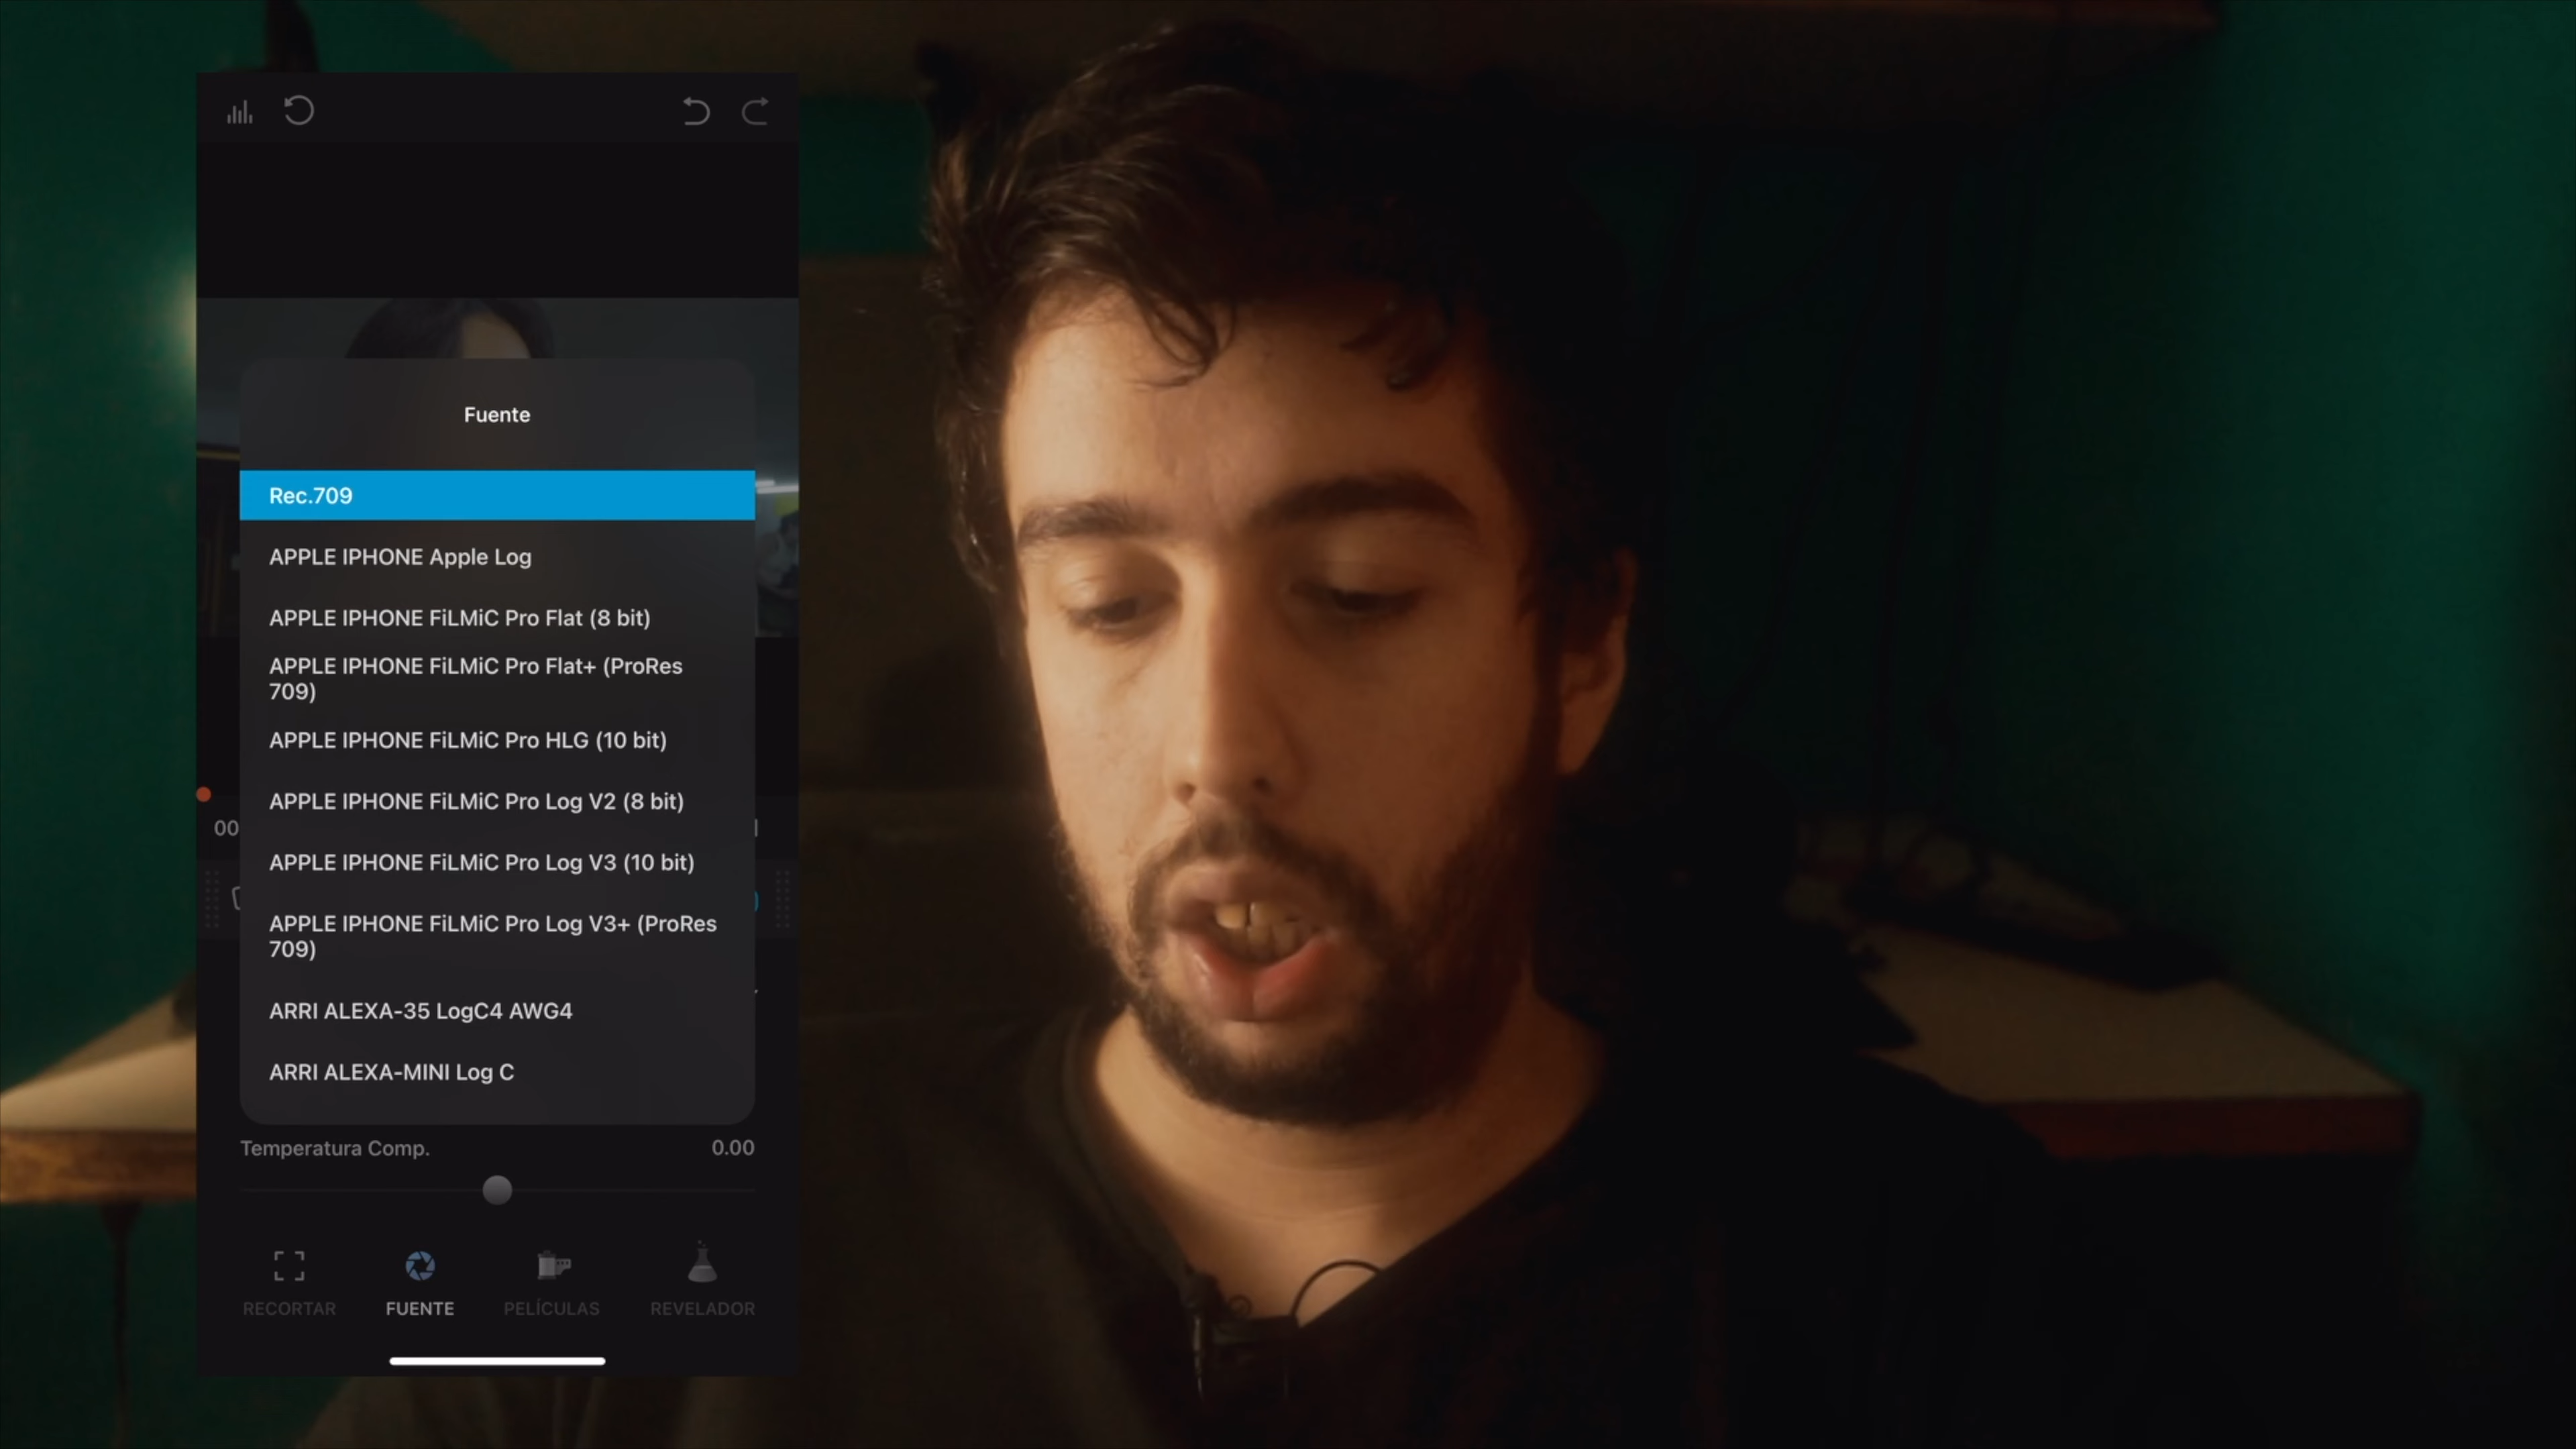 Fuente
Rec.709
APPLE IPHONE Apple Log
APPLE IPHONE FiLMiC Pro Flat (8 bit)
APPLE IPHONE FiLMiC Pro Flat+ (ProRes
709)
APPLE IPHONE FiLMiC Pro HLG (10 bit)
APPLE IPHONE FiLMiC Pro Log V2 (8 bit)
00
APPLE IPHONE FiLMiC Pro Log V3 (10 bit)
APPLE IPHONE FiLMiC Pro Log V3+ (ProRes
709)
ARRI ALEXA-35 LogC4 AWG4
ARRI ALEXA-MINI Log C
Temperatura Comp. 0.00
RECORTAR FUENTE PELÍCULAS REVELADOR